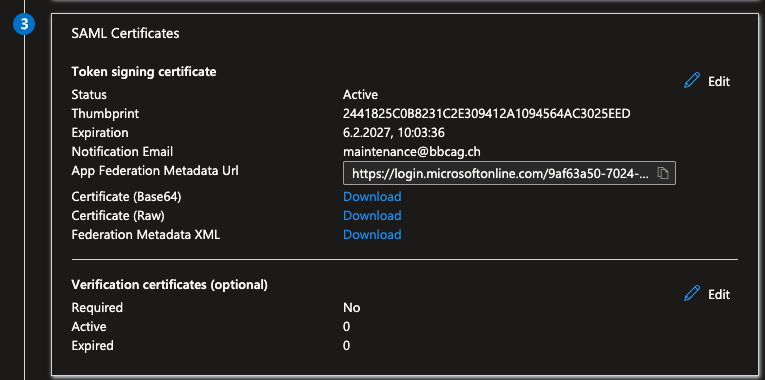 3
SAML Certificates
Token signing certificate
Edit
Status Active
Thumbprint 2441825C0B8231C2E309412A1094564AC3025EED
Expiration 6.2.2027, 10:03:36
Notification Email maintenance@bbcag.ch
App Federation Metadata Url https://login.microsoftonline.com/9af63a50-7024-...
Certificate (Base64) Download
Certificate (Raw) Download
Federation Metadata XML Download
Verification certificates (optional)
Edit
Required No
Active 0
Expired 0